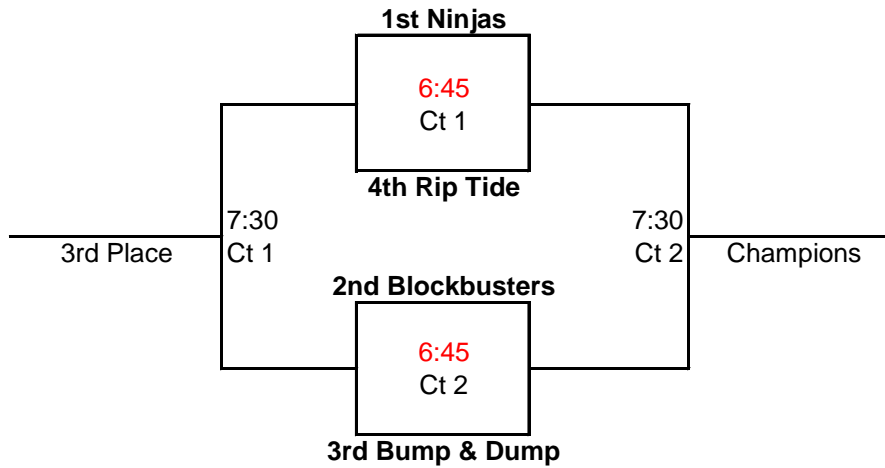 1st Ninjas
6:45
Ct 1
4th Rip Tide
7:30
Ct 1
3rd Place
7:30
Ct 2
Champions
2nd Blockbusters
6:45
Ct 2
3rd Bump & Dump